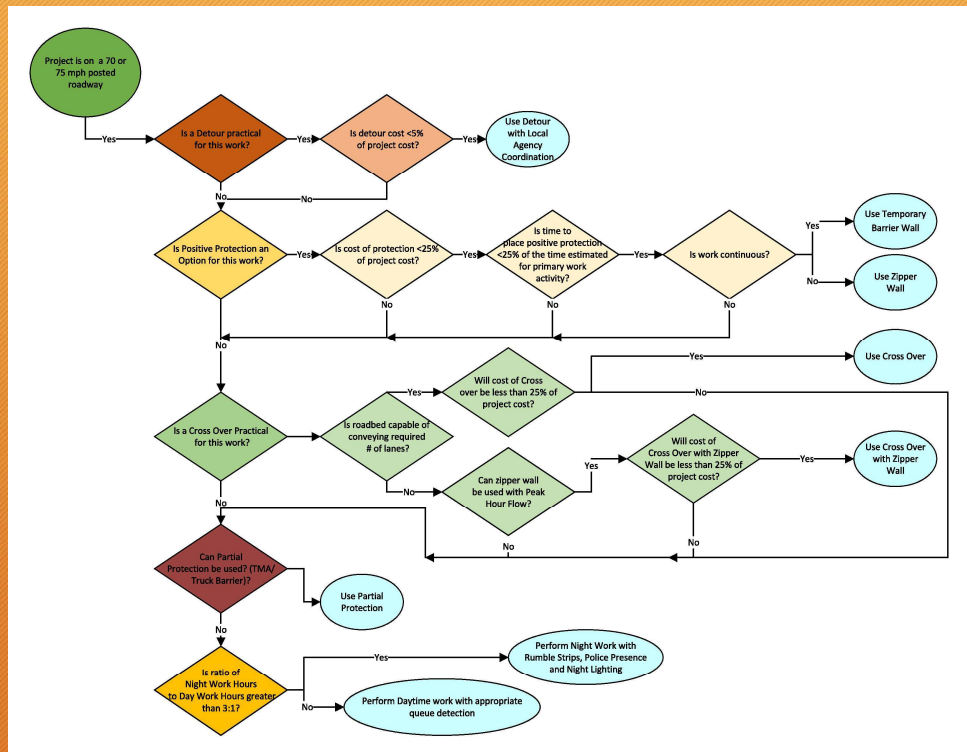 Project is on a 70 or
75 mph posted
roadway
Yes
Is a Detour practical
for this work?
Yes
Is detour cost <5%
of project cost?
Yes
Use Detour
with Local
Agency
Coordination
No
No
Is Positive Protection an
Option for this work?
Yes
Is cost of protection <25%
of project cost?
Yes
Is time to
place positive protection
<25% of the time estimated
for primary work
activity?
Yes
Is work continuous?
Yes
Use Temporary
Barrier Wall
No
Use Zipper
Wall
No
No
No
No
Is a Cross Over Practical
for this work?
Is roadbed capable of
conveying required
# of lanes?
Yes
Will cost of Cross
over be less than 25% of
project cost?
Yes
Use Cross Over
No
No
Can zipper wall
be used with Peak
Hour Flow?
Yes
Will cost of
Cross Over with Zipper
Wall be less than 25% of
project cost?
Yes
Use Cross Over
with Zipper
Wall
No
No
No
Can Partial
Protection be used? (TMA/
Truck Barrier)?
Use Partial
Protection
No
Is ratio of
Night Work Hours
to Day Work Hours greater
than 3:1?
Yes
Perform Night Work with
Rumble Strips, Police Presence
and Night Lighting
No
Perform Daytime work with appropriate
queue detection